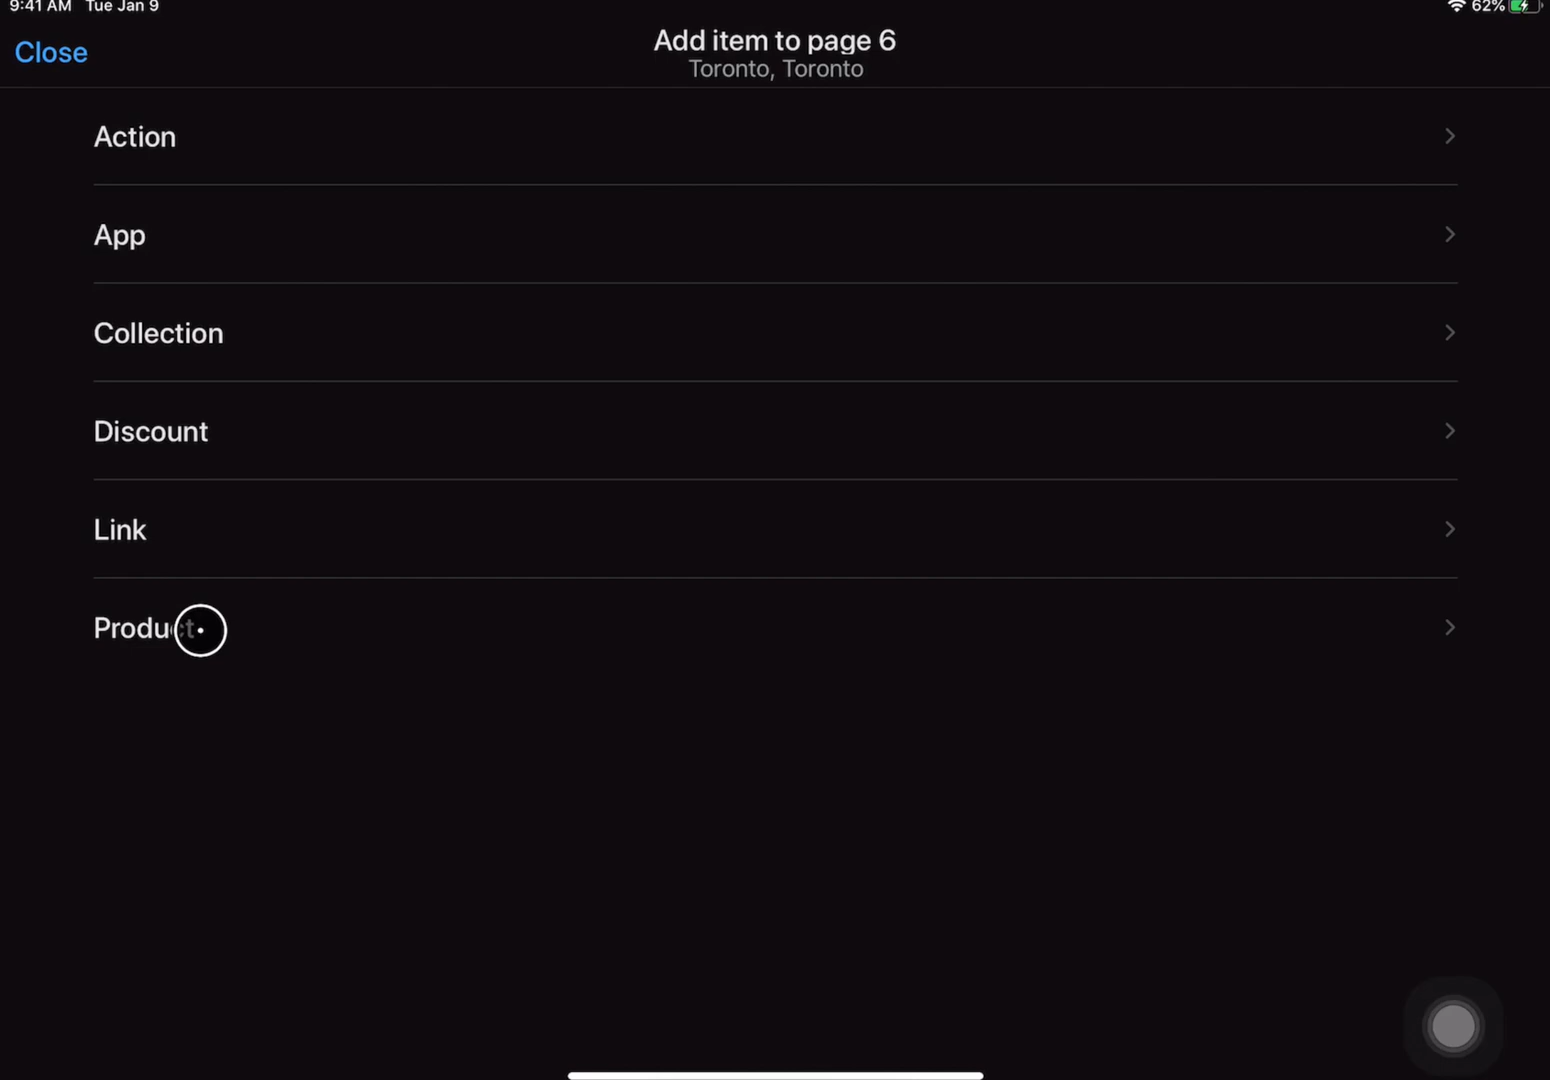 9:41 AM Tue Jan 9
62%
Close
Add item to page 6
Toronto, Toronto
Action
App
Collection
Discount
Link
Product